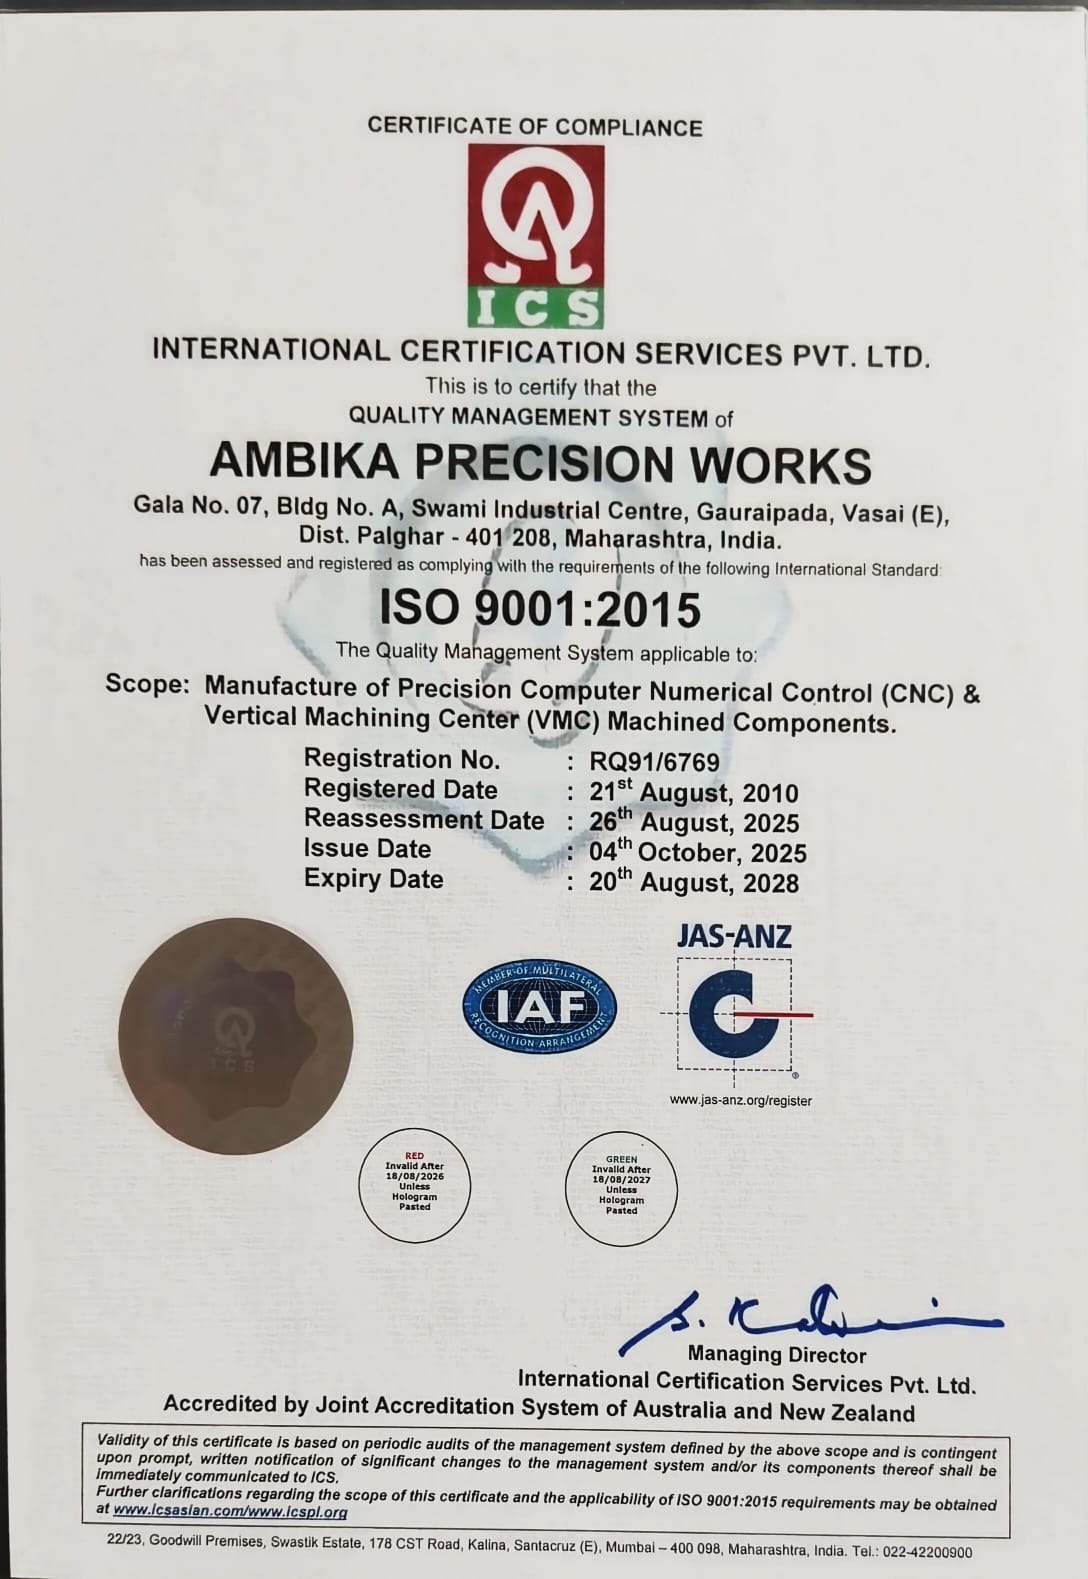 CERTIFICATE OF COMPLIANCE
ICS
INTERNATIONAL CERTIFICATION SERVICES PVT. LTD.
This is to certify that the
QUALITY MANAGEMENT SYSTEM of
AMBIKA PRECISION WORKS
Gala No. 07, Bldg No. A, Swami Industrial Centre, Gauraipada, Vasai (E),
Dist. Palghar - 401 208, Maharashtra, India.
has been assessed and registered as complying with the requirements of the following International Standard:
ISO 9001:2015
The Quality Management System applicable to:
Scope: Manufacture of Precision Computer Numerical Control (CNC) &
Vertical Machining Center (VMC) Machined Components.
Registration No. : RQ91/6769
Registered Date : 21st August, 2010
Reassessment Date : 26th August, 2025
Issue Date : 04th October, 2025
Expiry Date : 20th August, 2028
ICS
MEMBER OF MULTILATERAL
IAF
RECOGNITION ARRANGEMENT
JAS-ANZ
®
www.jas-anz.org/register
RED
Invalid After
18/08/2026
Unless
Hologram
Pasted
GREEN
Invalid After
18/08/2027
Unless
Hologram
Pasted
Managing Director
International Certification Services Pvt. Ltd.
Accredited by Joint Accreditation System of Australia and New Zealand
Validity of this certificate is based on periodic audits of the management system defined by the above scope and is contingent
upon prompt, written notification of significant changes to the management system and/or its components thereof shall be
immediately communicated to ICS.
Further clarifications regarding the scope of this certificate and the applicability of ISO 9001:2015 requirements may be obtained
at www.icsasian.com/www.icspl.org
22/23, Goodwill Premises, Swastik Estate, 178 CST Road, Kalina, Santacruz (E), Mumbai – 400 098, Maharashtra, India. Tel.: 022-42200900